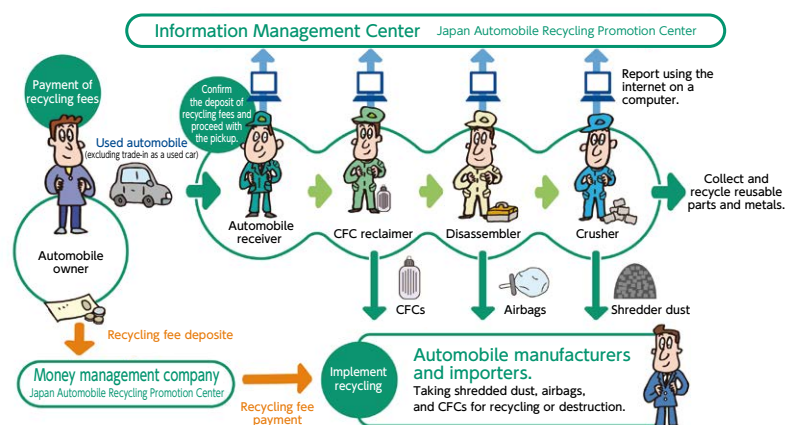 Information Management Center Japan Automobile Recycling Promotion Center
Payment of
recycling fees
Confirm
the deposit of
recycling fees and
proceed with
the pickup.
Report using the
internet on a
computer.
Used automobile
(excluding trade-in as a used car)
Automobile
owner
Automobile
receiver
CFC reclaimer
Disassembler
Crusher
Collect and
recycle reusable
parts and metals.
CFCs
Airbags
Shredder dust
Recycling fee deposite
Money management company
Japan Automobile Recycling Promotion Center
Recycling fee
payment
Implement
recycling
Automobile manufacturers
and importers.
Taking shredded dust, airbags,
and CFCs for recycling or destruction.